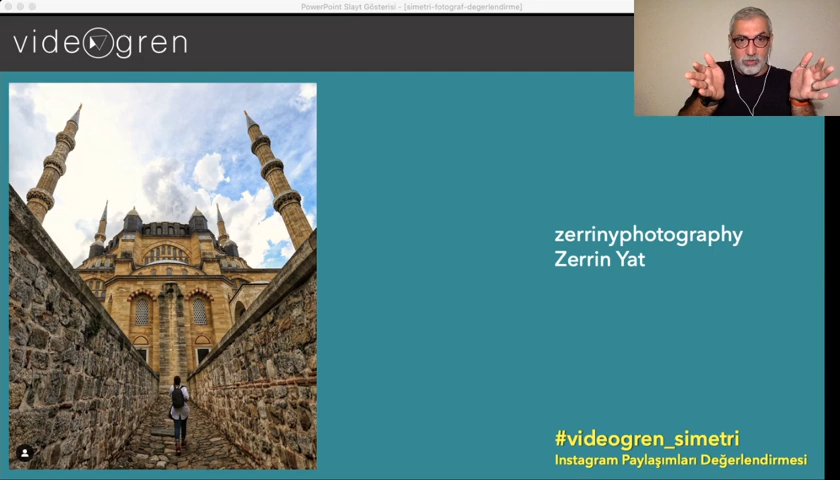 PowerPoint Slayt Gösterisi - [simetri-fotograf-degerlendirme]
videogren
zerrinyphotography
Zerrin Yat
#videogren_simetri
Instagram Paylaşımları Değerlendirmesi